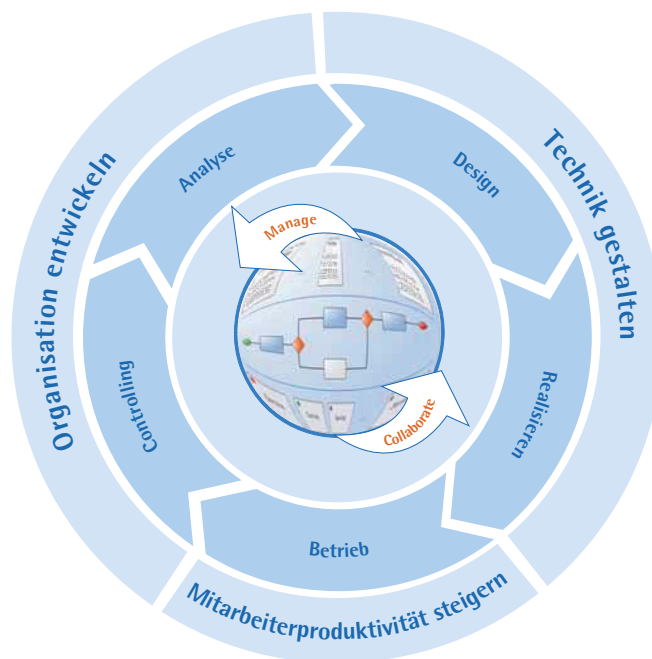 Organisation entwickeln
Technik gestalten
Mitarbeiterproduktivität steigern
Analyse
Design
Realisieren
Betrieb
Controlling
Manage
Collaborate